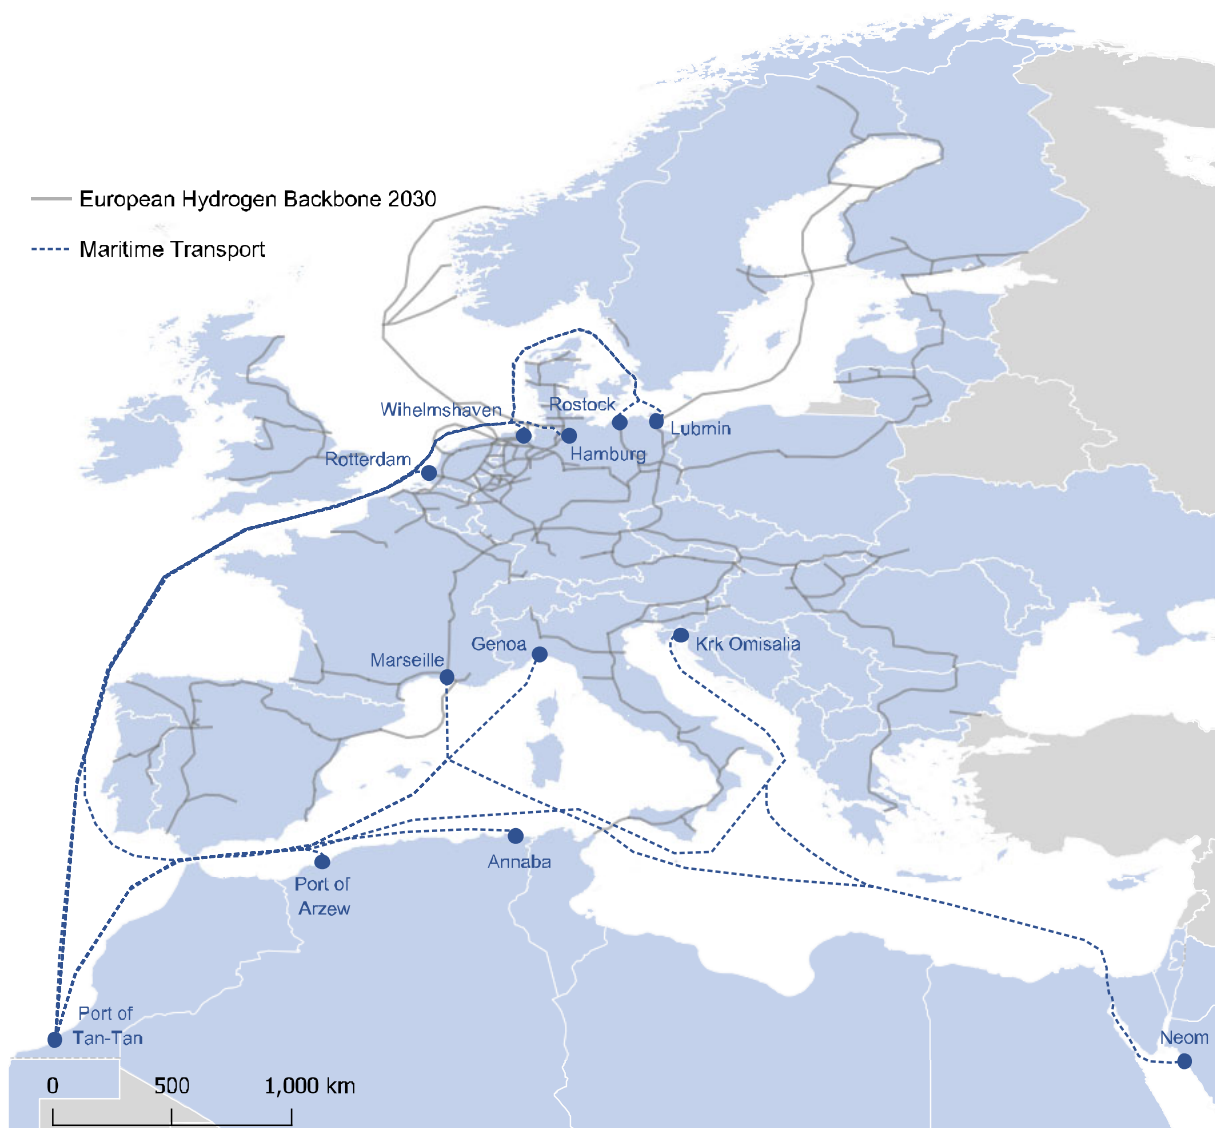 European Hydrogen Backbone 2030
Maritime Transport
Wihelmshaven
Rostock
Lubmin
Hamburg
Rotterdam
Genoa
Krk Omisalia
Marseille
Annaba
Port of
Arzew
Port of
Tan-Tan
Neom
0 500 1,000 km